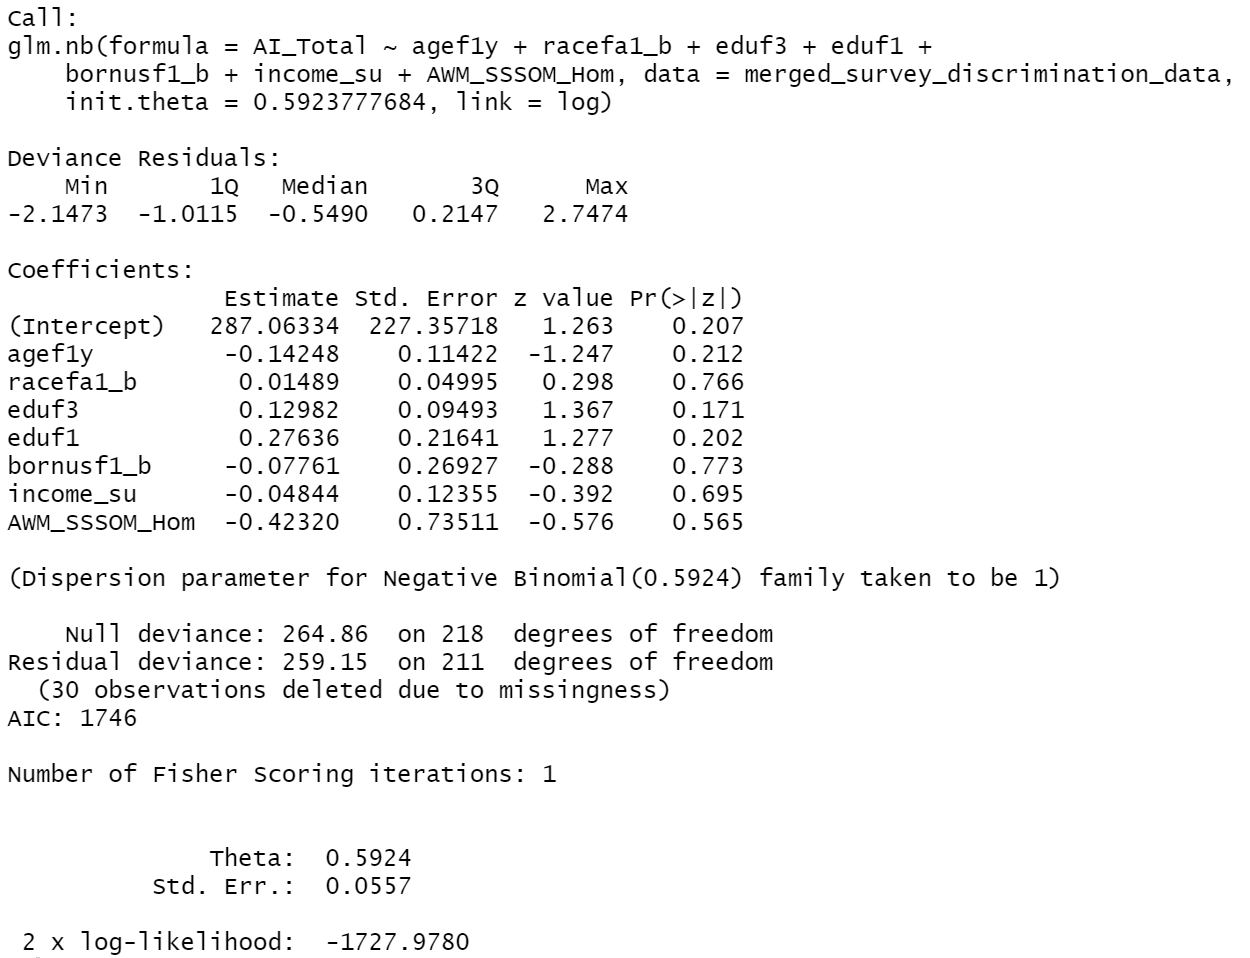 Call:
glm.nb(formula = AI_Total ~ agef1y + racefa1_b + eduf3 + eduf1 +
    bornusf1_b + income_su + AWM_SSSOM_Hom, data = merged_survey_discrimination_data,
    init.theta = 0.5923777684, link = log)

Deviance Residuals:
    Min       1Q   Median       3Q      Max
-2.1473  -1.0115  -0.5490   0.2147   2.7474

Coefficients:
               Estimate Std. Error z value Pr(>|z|)
(Intercept)   287.06334  227.35718   1.263    0.207
agef1y         -0.14248    0.11422  -1.247    0.212
racefa1_b       0.01489    0.04995   0.298    0.766
eduf3           0.12982    0.09493   1.367    0.171
eduf1           0.27636    0.21641   1.277    0.202
bornusf1_b     -0.07761    0.26927  -0.288    0.773
income_su      -0.04844    0.12355  -0.392    0.695
AWM_SSSOM_Hom  -0.42320    0.73511  -0.576    0.565

(Dispersion parameter for Negative Binomial(0.5924) family taken to be 1)

    Null deviance: 264.86  on 218  degrees of freedom
Residual deviance: 259.15  on 211  degrees of freedom
  (30 observations deleted due to missingness)
AIC: 1746

Number of Fisher Scoring iterations: 1


              Theta:  0.5924
          Std. Err.:  0.0557

 2 x log-likelihood:  -1727.9780